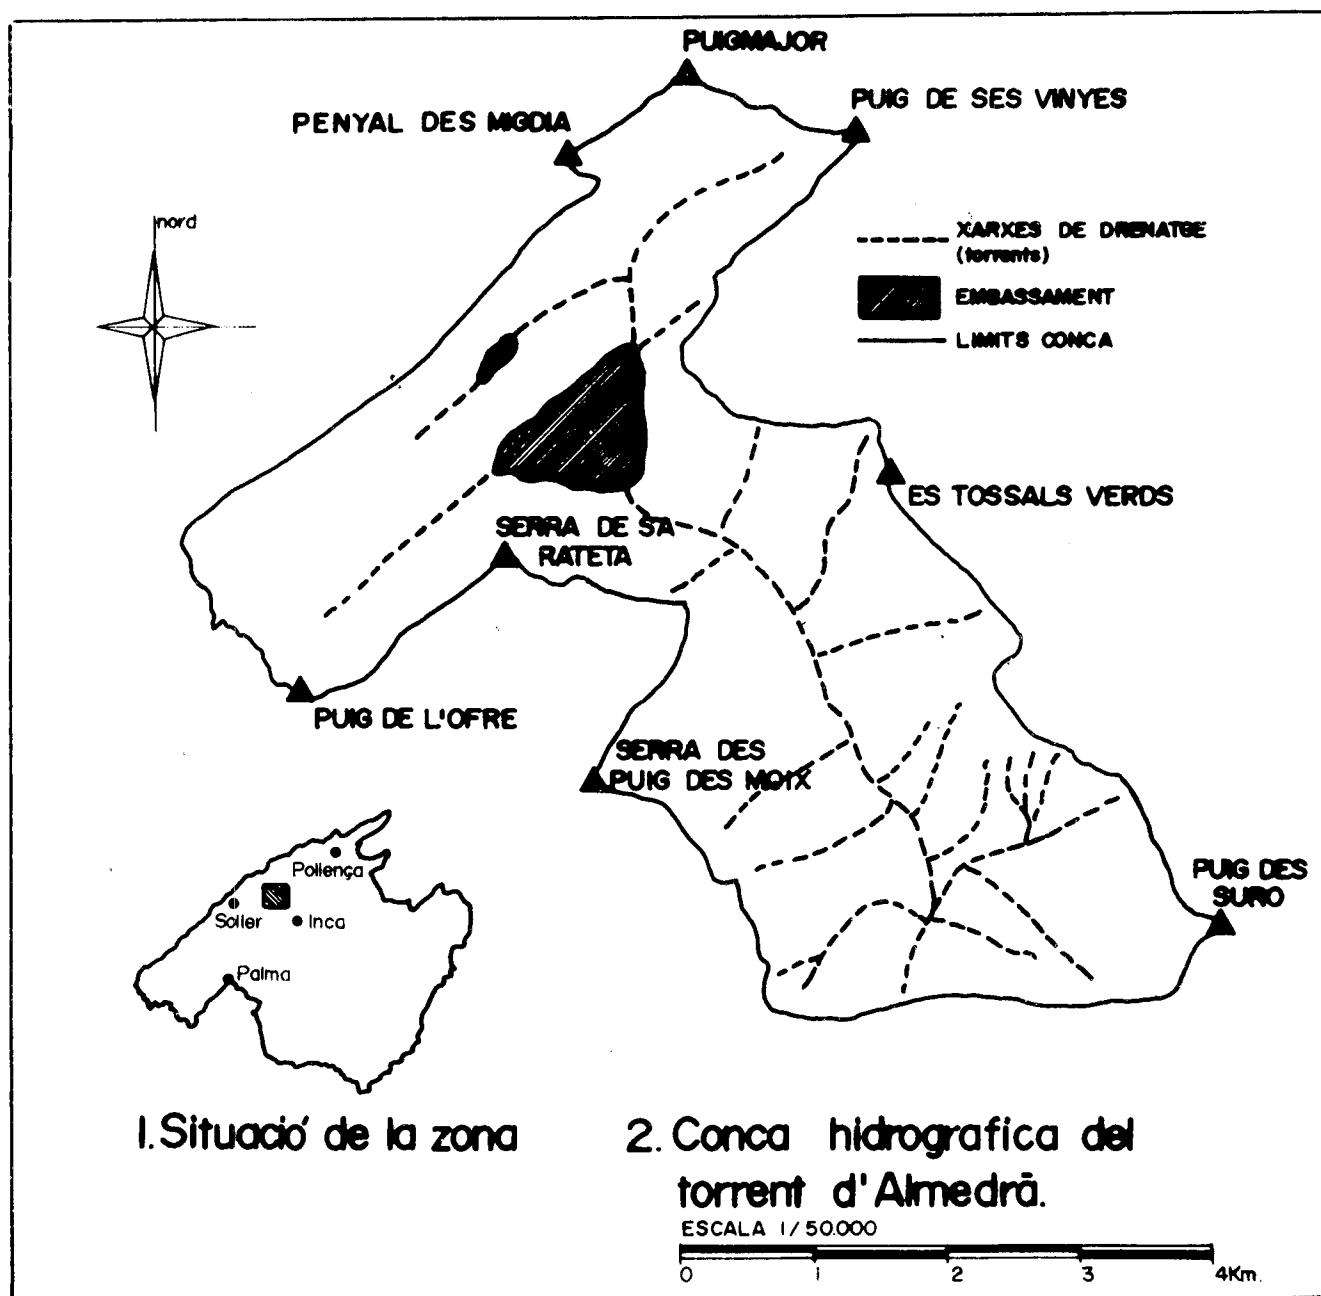 PUIGMAJOR
PUIG DE SES VINYES
PENYAL DES MIGDIA
nord
XARXES DE DRENATGE
(torrents)
EMBASSAMENT
LIMITS CONCA
ES TOSSALS VERDS
SERRA DE SA
RATETA
PUIG DE L'OFRE
SERRA DES
PUIG DES MOIX
PUIG DES
SURO
Pollença
Soller
Inca
Palma
1. Situació de la zona
2. Conca hidrografica del
torrent d'Almedrà.
ESCALA 1/50.000
0 1 2 3 4Km.